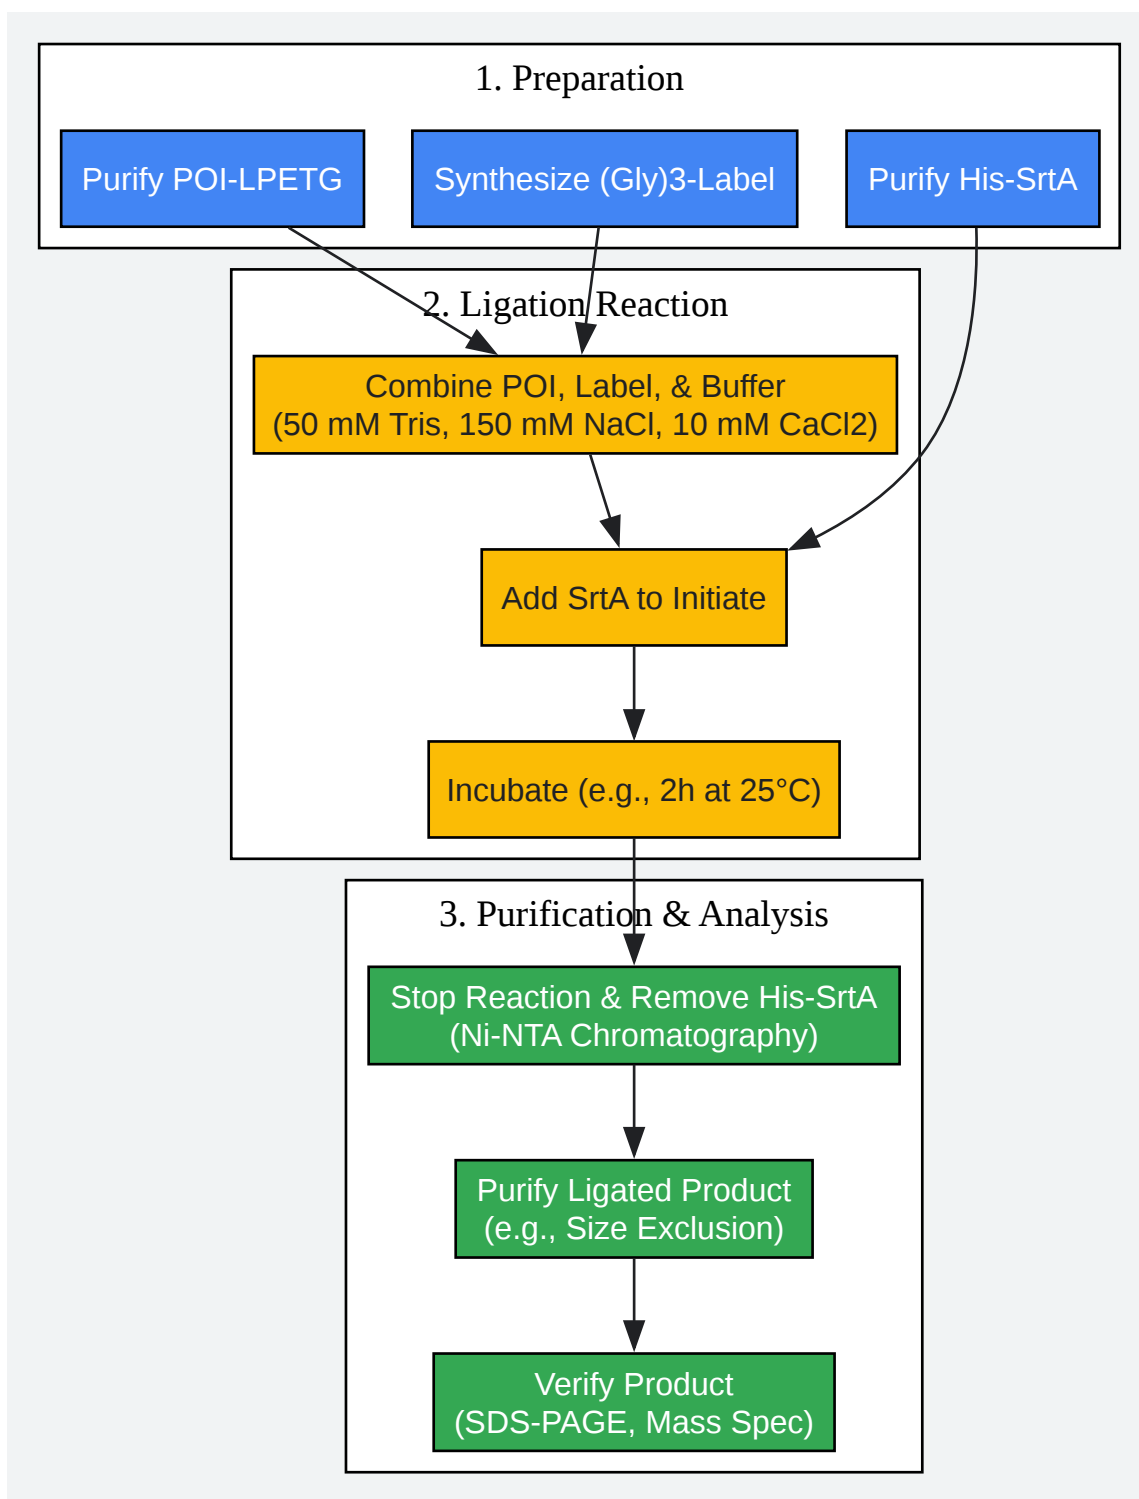 1. Preparation
Purify POI-LPETG
Synthesize (Gly)3-Label
Purify His-SrtA
2. Ligation Reaction
Combine POI, Label, & Buffer
(50 mM Tris, 150 mM NaCl, 10 mM CaCl2)
Add SrtA to Initiate
Incubate (e.g., 2h at 25°C)
3. Purification & Analysis
Stop Reaction & Remove His-SrtA
(Ni-NTA Chromatography)
Purify Ligated Product
(e.g., Size Exclusion)
Verify Product
(SDS-PAGE, Mass Spec)